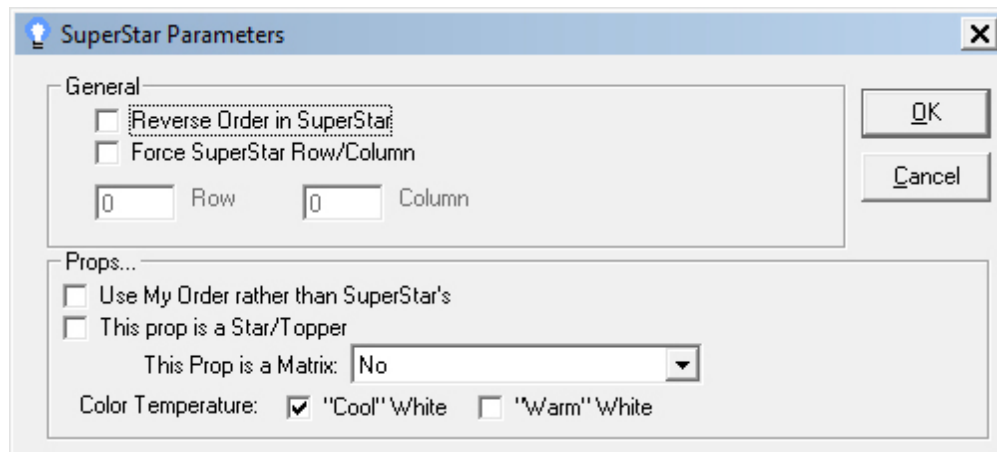 SuperStar Parameters
General
Reverse Order in SuperStar
Force SuperStar Row/Column
0 Row 0 Column
OK
Cancel
Props...
Use My Order rather than SuperStar's
This prop is a Star/Topper
This Prop is a Matrix: No
Color Temperature: "Cool" White "Warm" White